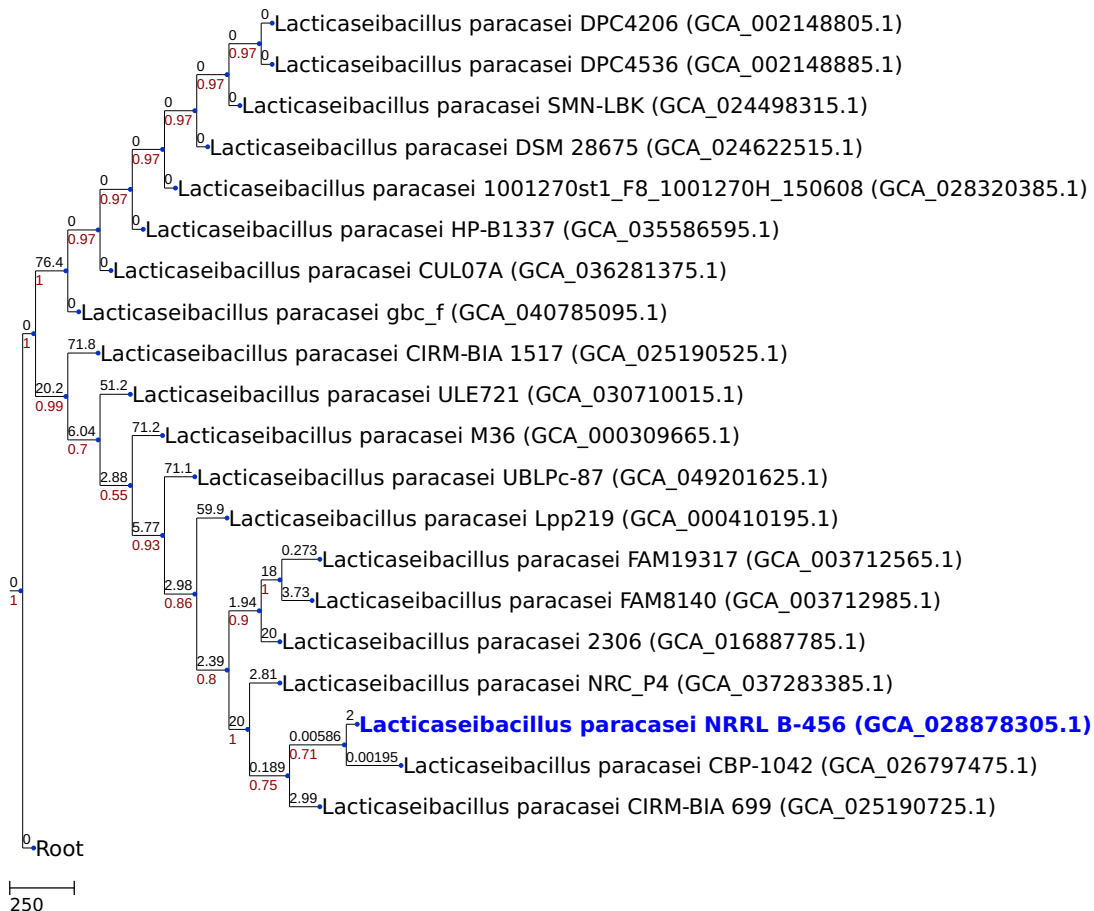 0
Lacticaseibacillus paracasei DPC4206 (GCA_002148805.1)
0
0.97
0
Lacticaseibacillus paracasei DPC4536 (GCA_002148885.1)
0
0.97
0
Lacticaseibacillus paracasei SMN-LBK (GCA_024498315.1)
0
0.97
0
Lacticaseibacillus paracasei DSM 28675 (GCA_024622515.1)
0
0.97
0
Lacticaseibacillus paracasei 1001270st1_F8_1001270H_150608 (GCA_028320385.1)
0
0.97
0
Lacticaseibacillus paracasei HP-B1337 (GCA_035586595.1)
0
0.97
0
Lacticaseibacillus paracasei CUL07A (GCA_036281375.1)
76.4
1
0
Lacticaseibacillus paracasei gbc_f (GCA_040785095.1)
0
1
71.8
Lacticaseibacillus paracasei CIRM-BIA 1517 (GCA_025190525.1)
20.2
0.99
51.2
Lacticaseibacillus paracasei ULE721 (GCA_030710015.1)
6.04
0.7
71.2
Lacticaseibacillus paracasei M36 (GCA_000309665.1)
2.88
0.55
71.1
Lacticaseibacillus paracasei UBLPc-87 (GCA_049201625.1)
5.77
0.93
59.9
Lacticaseibacillus paracasei Lpp219 (GCA_000410195.1)
0.273
Lacticaseibacillus paracasei FAM19317 (GCA_003712565.1)
18
1
3.73
Lacticaseibacillus paracasei FAM8140 (GCA_003712985.1)
0
1
2.98
0.86
1.94
0.9
20
Lacticaseibacillus paracasei 2306 (GCA_016887785.1)
2.39
0.8
2.81
Lacticaseibacillus paracasei NRC_P4 (GCA_037283385.1)
20
1
2
Lacticaseibacillus paracasei NRRL B-456 (GCA_028878305.1)
0.00586
0.71
0.00195
Lacticaseibacillus paracasei CBP-1042 (GCA_026797475.1)
0.189
0.75
2.99
Lacticaseibacillus paracasei CIRM-BIA 699 (GCA_025190725.1)
0
Root
250